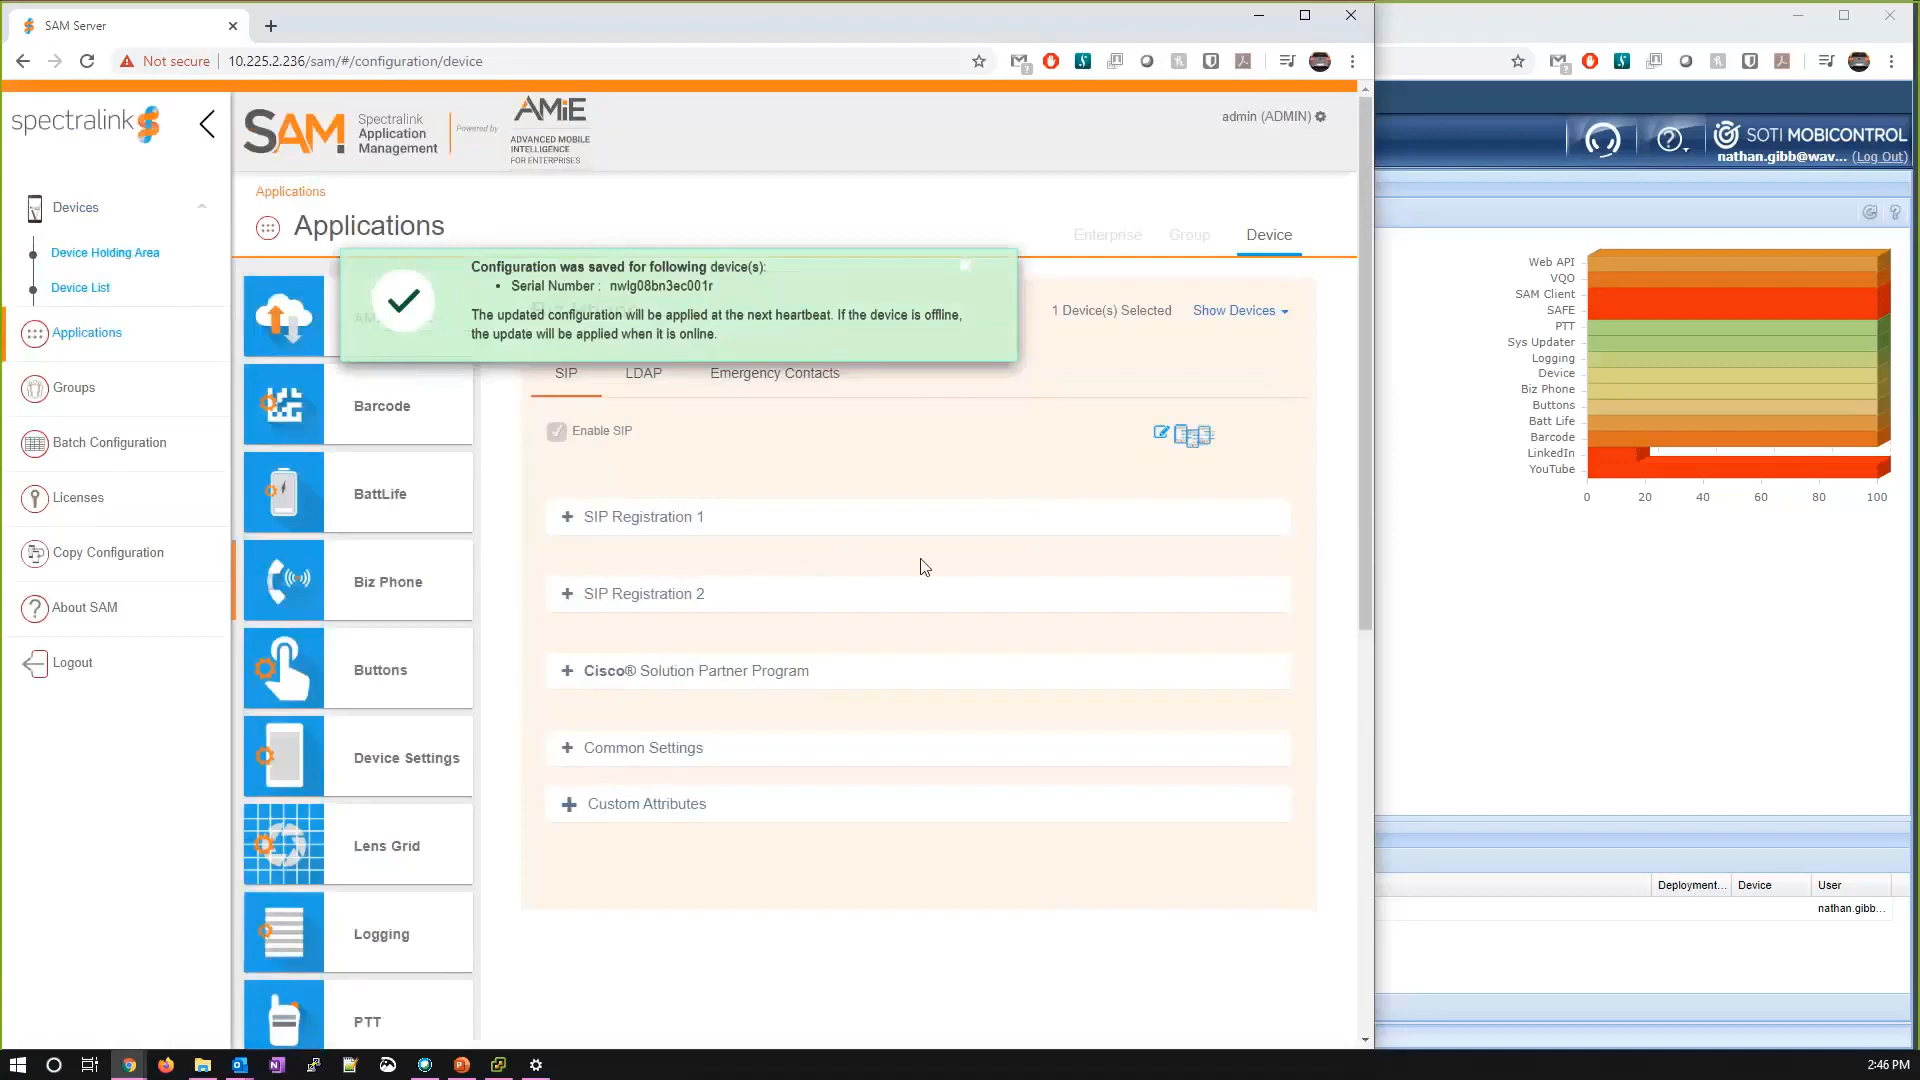 SAM Server
Not secure
10.225.2.236/sam/#/configuration/device
spectralink
SAM
Spectralink
Application
Management
Powered by
AMiE
ADVANCED MOBILE
INTELLIGENCE
FOR ENTERPRISES
admin (ADMIN)
SOTI MOBICONTROL
nathan.gibb@wav... (Log Out)
Devices
Device Holding Area
Device List
Applications
Groups
Batch Configuration
Licenses
Copy Configuration
About SAM
Logout
Applications
Applications
Enterprise
Group
Device
Configuration was saved for following device(s):
• Serial Number : nwlg08bn3ec001r
The updated configuration will be applied at the next heartbeat. If the device is offline,
the update will be applied when it is online.
1 Device(s) Selected
Show Devices
Barcode
BattLife
Biz Phone
Buttons
Device Settings
Lens Grid
Logging
PTT
SIP
LDAP
Emergency Contacts
Enable SIP
SIP Registration 1
SIP Registration 2
Cisco® Solution Partner Program
Common Settings
Custom Attributes
Web API
VQO
SAM Client
SAFE
PTT
Sys Updater
Logging
Device
Biz Phone
Buttons
Batt Life
Barcode
LinkedIn
YouTube
0 20 40 60 80 100
Deployment...
Device
User
nathan.gibb...
2:46 PM